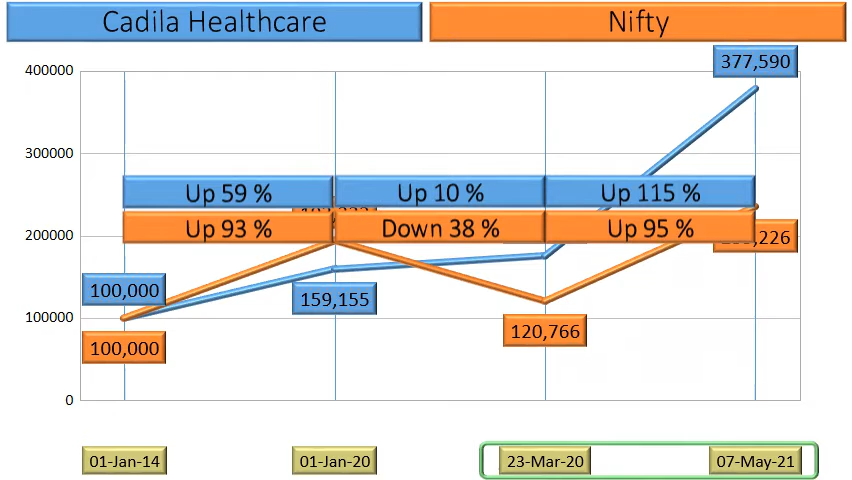 Cadila Healthcare
Nifty
400000
377,590
300000
Up 59 %
Up 10 %
Up 115 %
Up 93 %
Down 38 %
Up 95 %
200000
100,000
159,155
100000
120,766
100,000
0
01-Jan-14
01-Jan-20
23-Mar-20
07-May-21